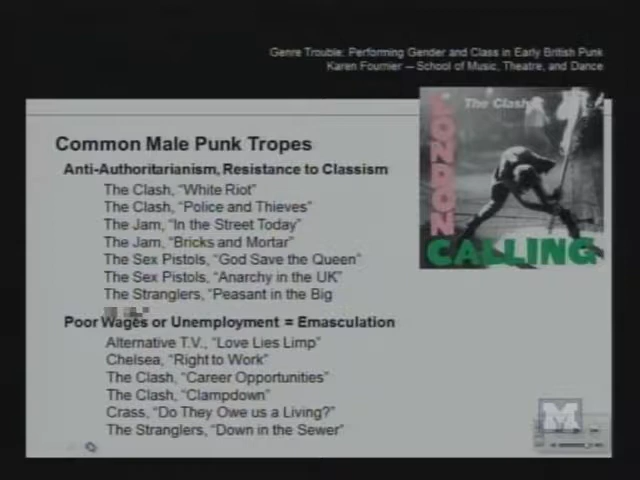 Genre Trouble: Performing Gender and Class in Early British Punk
Karen Fournier – School of Music, Theatre, and Dance
The Clash
LONDON
CALLING
Common Male Punk Tropes
Anti-Authoritarianism, Resistance to Classism
The Clash, “White Riot”
The Clash, “Police and Thieves”
The Jam, “In the Street Today”
The Jam, “Bricks and Mortar”
The Sex Pistols, “God Save the Queen”
The Sex Pistols, “Anarchy in the UK”
The Stranglers, “Peasant in the Big
Poor Wages or Unemployment = Emasculation
Alternative T.V., “Love Lies Limp”
Chelsea, “Right to Work”
The Clash, “Career Opportunities”
The Clash, “Clampdown”
Crass, “Do They Owe us a Living?”
The Stranglers, “Down in the Sewer”
M